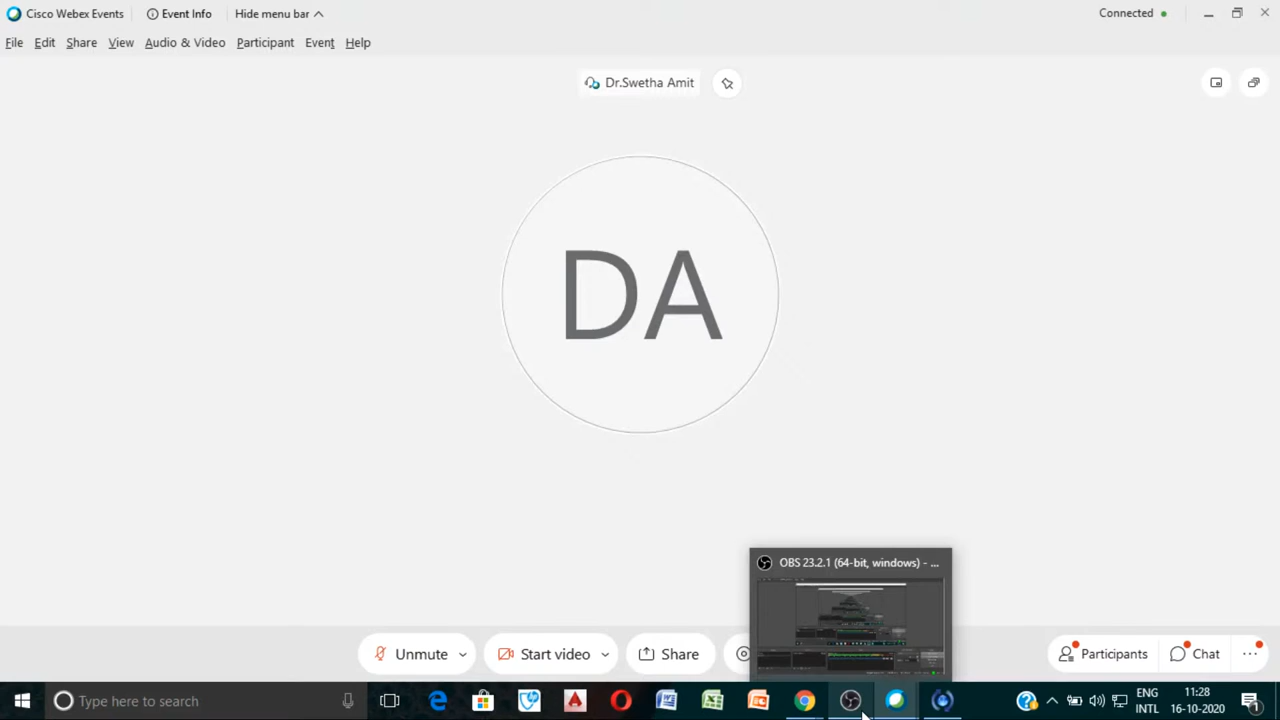 Cisco Webex Events Event Info Hide menu bar Connected
File Edit Share View Audio & Video Participant Event Help
Dr.Swetha Amit
DA
OBS 23.2.1 (64-bit, windows) - ...
Unmute Start video Share Participants Chat ...
Type here to search
ENG
INTL
11:28
16-10-2020
1